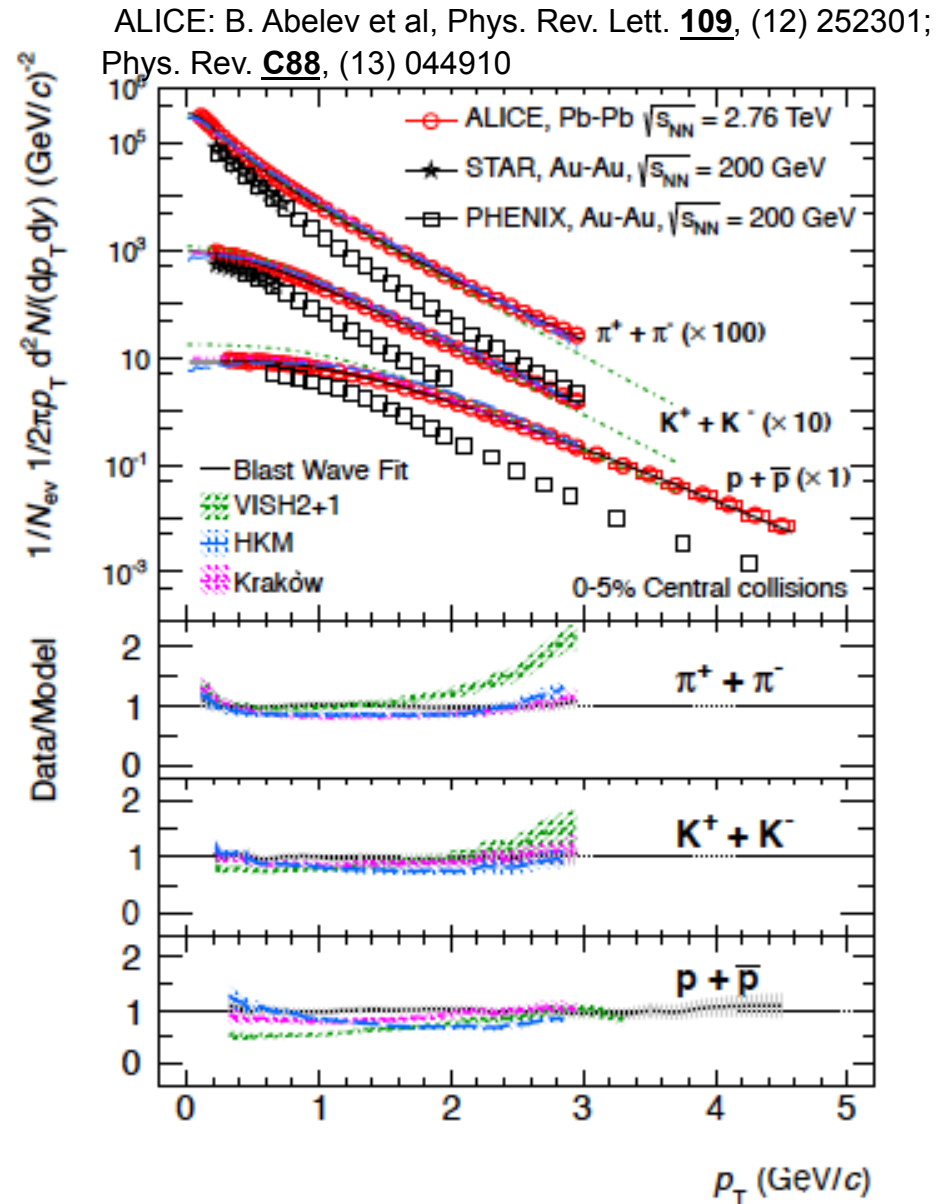 ALICE: B. Abelev et al, Phys. Rev. Lett. 109, (12) 252301;
Phys. Rev. C88, (13) 044910
1/N_ev 1/2πp_T d²N/(dp_T dy) (GeV/c)⁻²
10⁶
10⁵
10³
10
10⁻¹
10⁻³
ALICE, Pb-Pb √s_NN = 2.76 TeV
STAR, Au-Au, √s_NN = 200 GeV
PHENIX, Au-Au, √s_NN = 200 GeV
π⁺ + π⁻ (× 100)
K⁺ + K⁻ (× 10)
p + p̅ (× 1)
Blast Wave Fit
VISH2+1
HKM
Kraków
0-5% Central collisions
Data/Model
2
1
0
π⁺ + π⁻
2
1
0
K⁺ + K⁻
2
1
0
p + p̅
0 1 2 3 4 5
p_T (GeV/c)